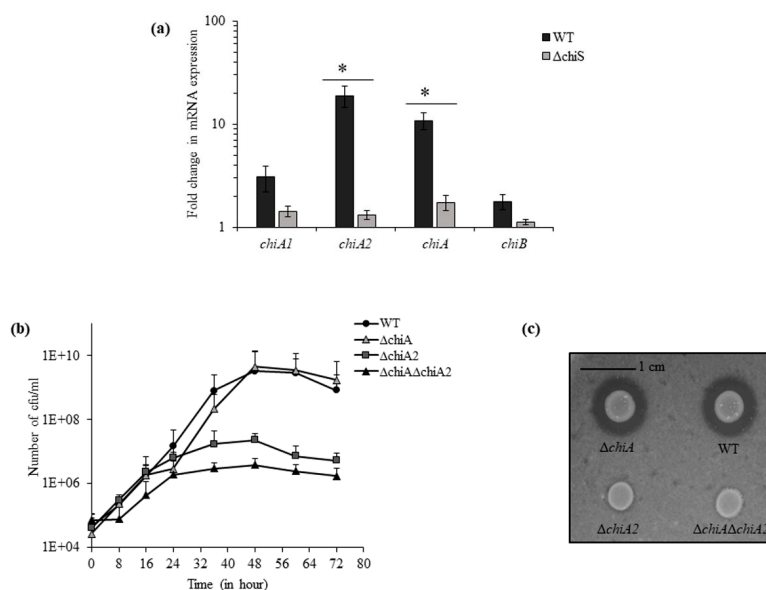 (a)
100
10
1
Fold change in mRNA expression
*
*
WT
ΔchiS
chiA1
chiA2
chiA
chiB
(b)
WT
ΔchiA
ΔchiA2
ΔchiAΔchiA2
1E+10
1E+08
1E+06
1E+04
Number of cfu/ml
0 8 16 24 32 40 48 56 64 72 80
Time (in hour)
(c)
1 cm
ΔchiA
WT
ΔchiA2
ΔchiAΔchiA2